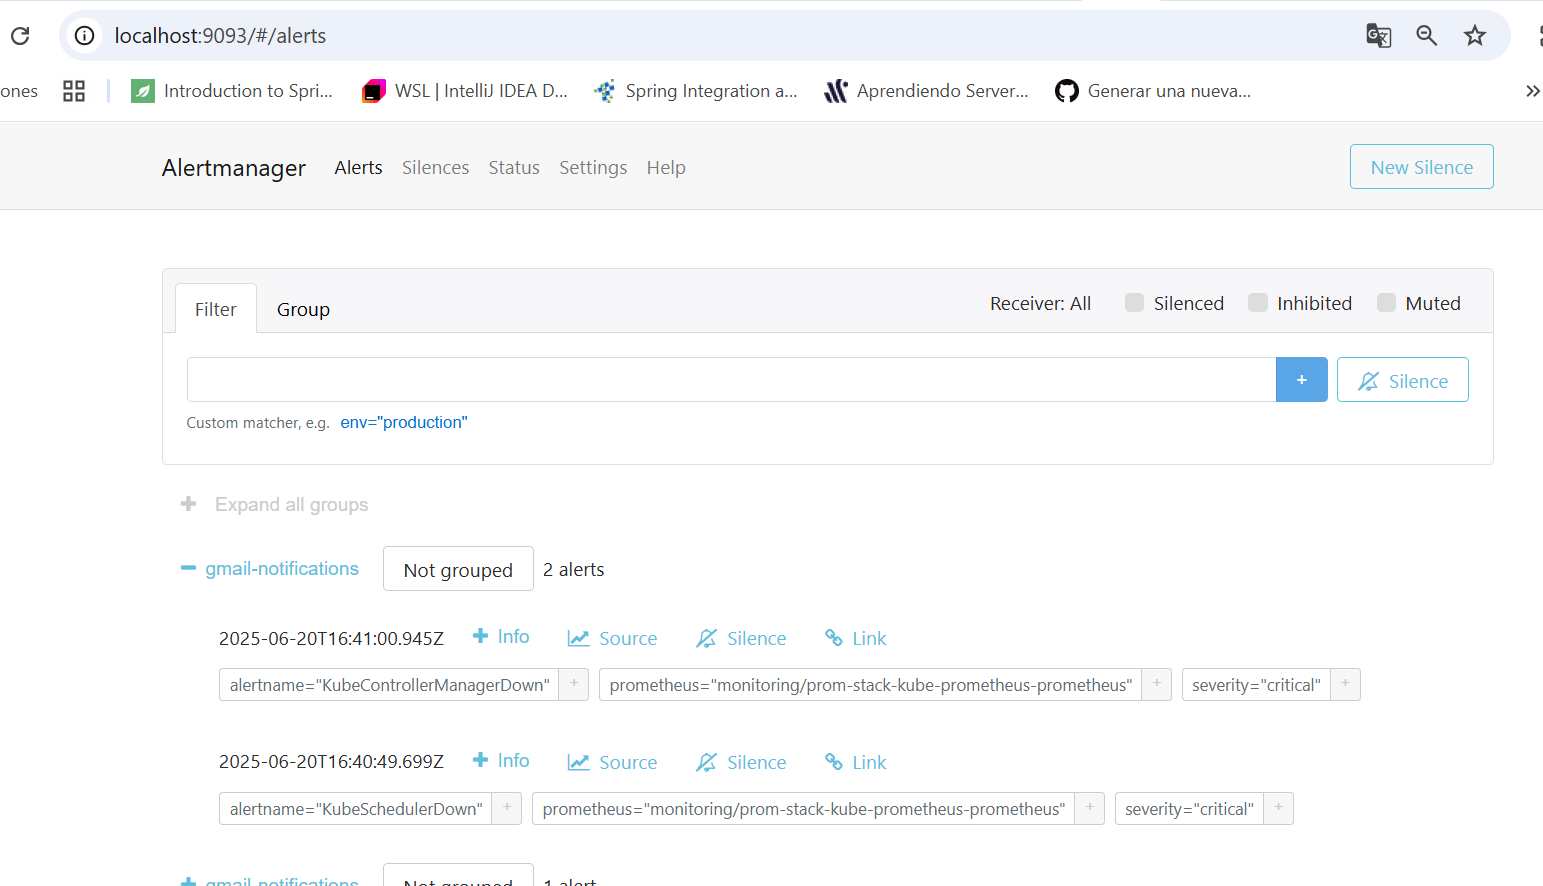 localhost:9093/#/alerts
ones
Introduction to Spri...
WSL | IntelliJ IDEA D...
Spring Integration a...
Aprendiendo Server...
Generar una nueva...
Alertmanager
Alerts
Silences
Status
Settings
Help
New Silence
Filter
Group
Receiver: All
Silenced
Inhibited
Muted
+
Silence
Custom matcher, e.g. env="production"
+ Expand all groups
gmail-notifications
Not grouped
2 alerts
2025-06-20T16:41:00.945Z
+ Info
Source
Silence
Link
alertname="KubeControllerManagerDown" +
prometheus="monitoring/prom-stack-kube-prometheus-prometheus" +
severity="critical" +
2025-06-20T16:40:49.699Z
+ Info
Source
Silence
Link
alertname="KubeSchedulerDown" +
prometheus="monitoring/prom-stack-kube-prometheus-prometheus" +
severity="critical" +
+ gmail-notifications
Not grouped
1 alert